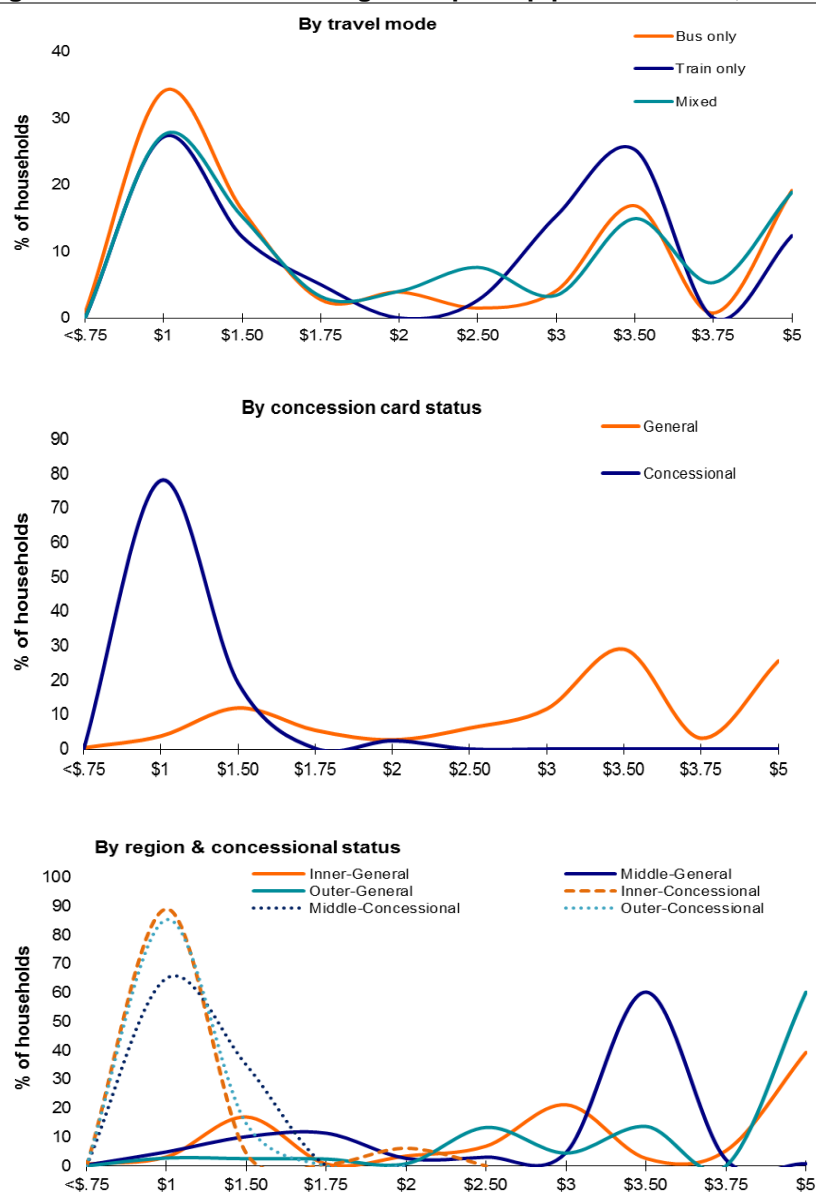 By travel mode
Bus only
Train only
Mixed
% of households
40
30
20
10
0
<$.75 $1 $1.50 $1.75 $2 $2.50 $3 $3.50 $3.75 $5
By concession card status
General
Concessional
% of households
90
80
70
60
50
40
30
20
10
0
<$.75 $1 $1.50 $1.75 $2 $2.50 $3 $3.50 $3.75 $5
By region & concessional status
Inner-General Middle-General
Outer-General Inner-Concessional
Middle-Concessional Outer-Concessional
% of households
100
90
80
70
60
50
40
30
20
10
0
<$.75 $1 $1.50 $1.75 $2 $2.50 $3 $3.50 $3.75 $5